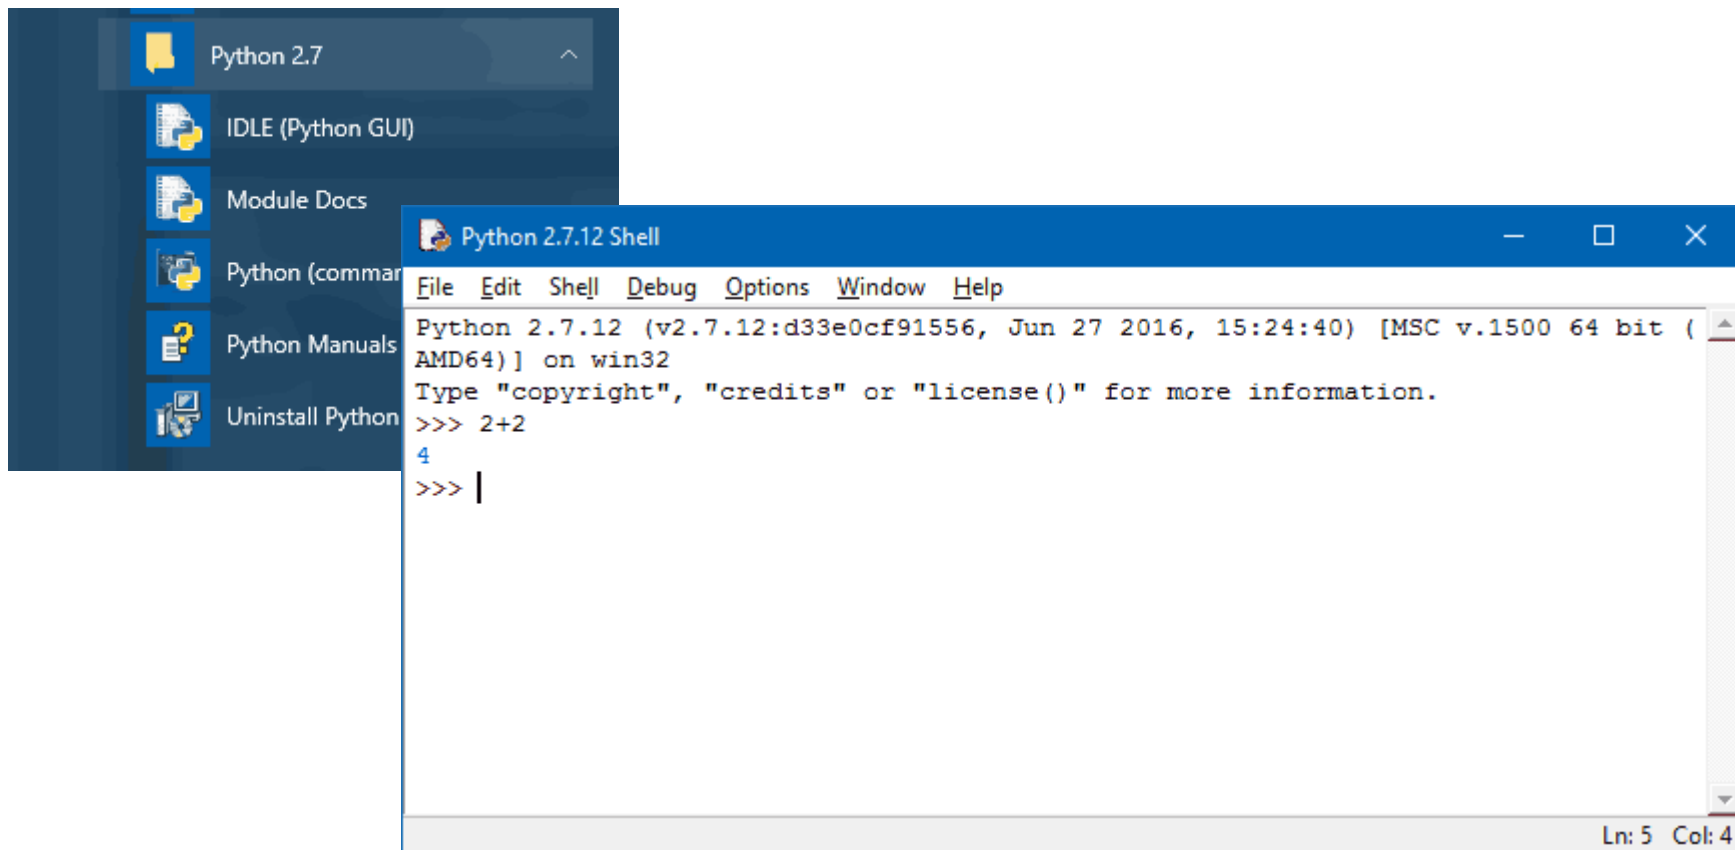 Python 2.7
IDLE (Python GUI)
Module Docs
Python (commar
Python Manuals
Uninstall Python
Python 2.7.12 Shell
File Edit Shell Debug Options Window Help
Python 2.7.12 (v2.7.12:d33e0cf91556, Jun 27 2016, 15:24:40) [MSC v.1500 64 bit (
AMD64)] on win32
Type "copyright", "credits" or "license()" for more information.
>>> 2+2
4
>>>
Ln: 5 Col: 4